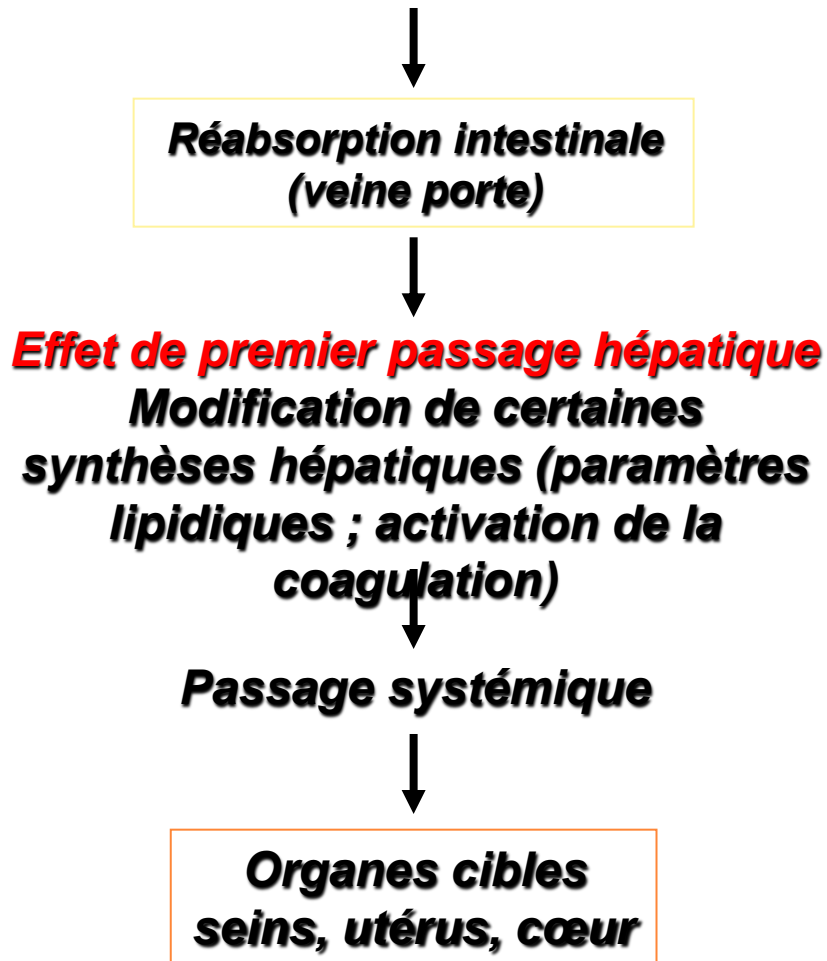 Réabsorption intestinale
(veine porte)
Effet de premier passage hépatique
Modification de certaines
synthèses hépatiques (paramètres
lipidiques ; activation de la
coagulation)
Passage systémique
Organes cibles
seins, utérus, cœur